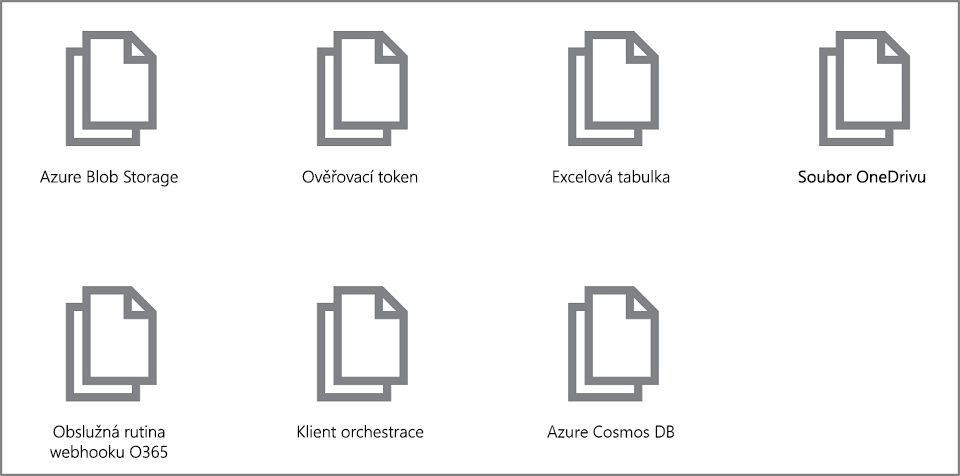 Azure Blob Storage
Ověřovací token
Excelová tabulka
Soubor OneDrivu
Obslužná rutina
webhooku O365
Klient orchestrace
Azure Cosmos DB